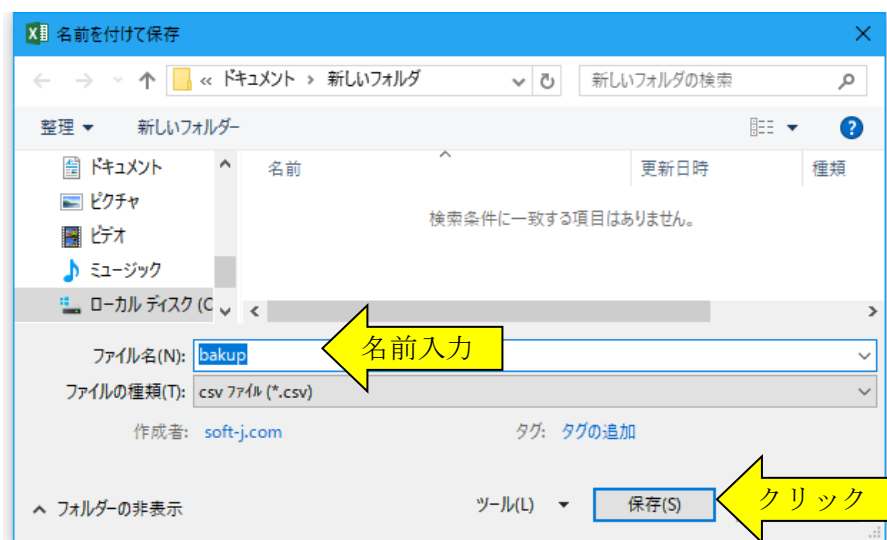 名前を付けて保存
« ドキュメント › 新しいフォルダ
新しいフォルダの検索
整理 ▼ 新しいフォルダー
ドキュメント
ピクチャ
ビデオ
ミュージック
ローカル ディスク (C
名前 更新日時 種類
検索条件に一致する項目はありません。
ファイル名(N): bakup
名前入力
ファイルの種類(T): csv ファイル (*.csv)
作成者: soft-j.com タグ: タグの追加
フォルダーの非表示 ツール(L) ▼ 保存(S)
クリック